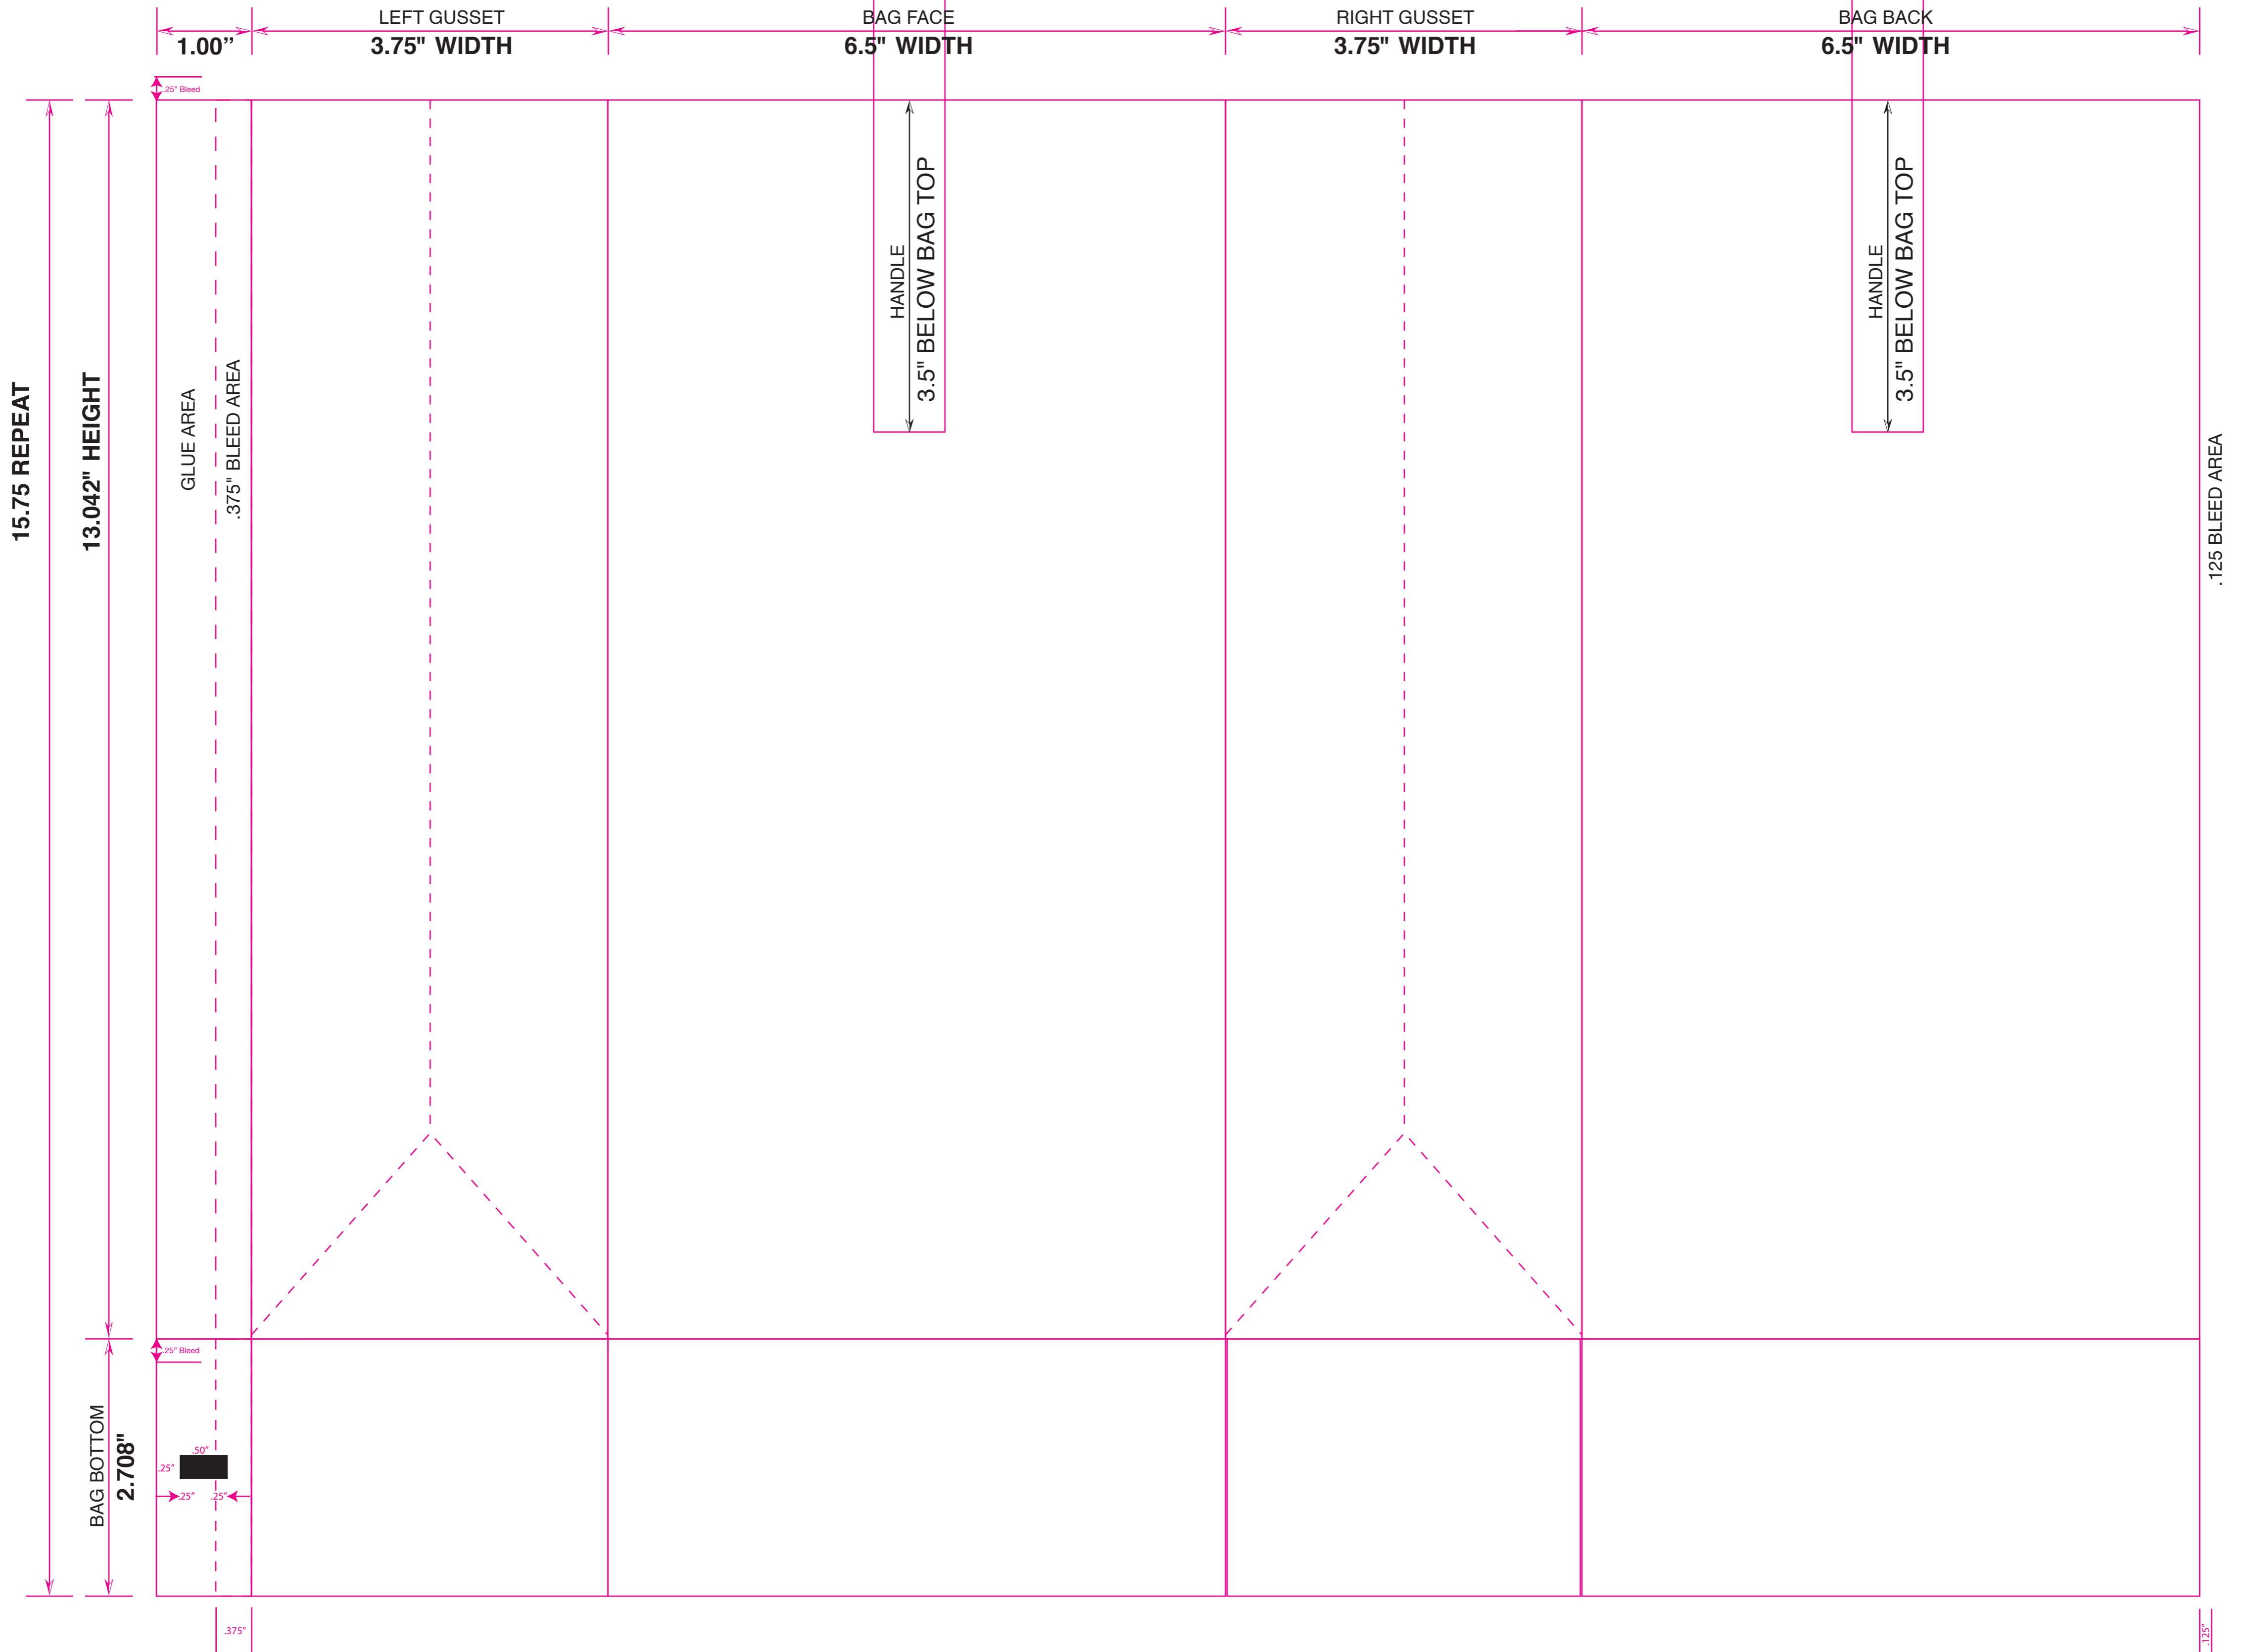 LEFT GUSSET
BAG FACE
RIGHT GUSSET
BAG BACK
1.00”
3.75" WIDTH
6.5" WIDTH
3.75" WIDTH
6.5" WIDTH
.25" Bleed
15.75 REPEAT
13.042" HEIGHT
GLUE AREA
.375" BLEED AREA
HANDLE
3.5" BELOW BAG TOP
HANDLE
3.5" BELOW BAG TOP
.125 BLEED AREA
.25" Bleed
BAG BOTTOM
2.708"
.50”
.25”
.25”
.25”
.375”
.125”